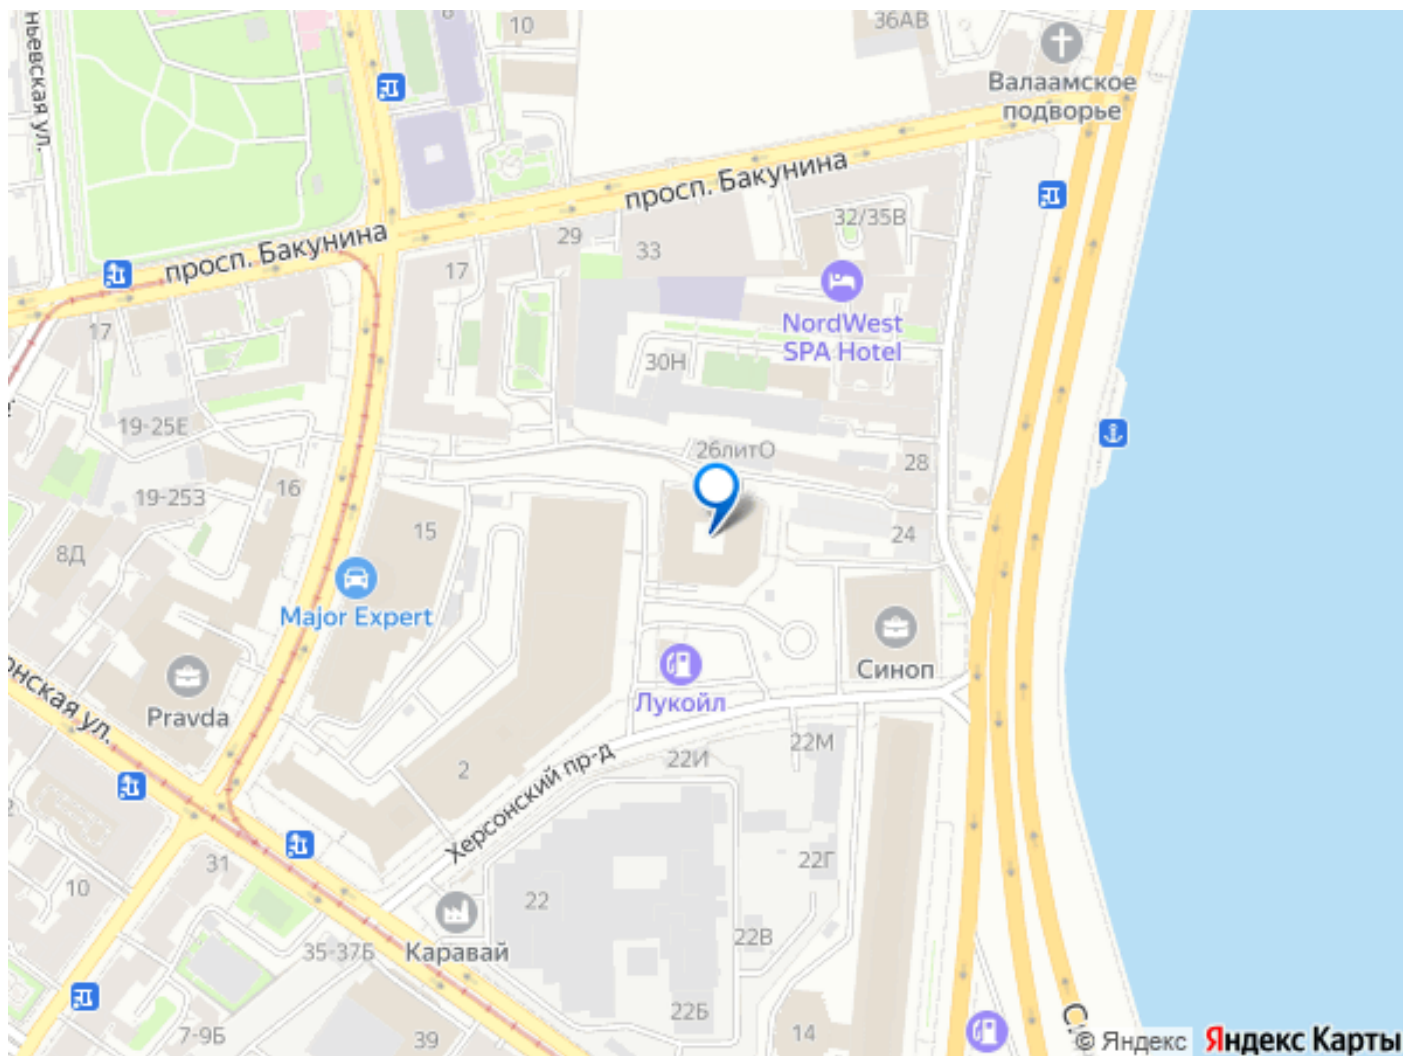 36АВ
10
Валаамское
подворье
просп. Бакунина
32/35В
29
33
просп. Бакунина
17
NordWest
SPA Hotel
17
30Н
19-25Е
26литО
28
16
19-253
15
24
8Д
Major Expert
Синоп
Pravda
Лукойл
22М
22И
2
Херсонский пр-д
31
22Г
10
22
22В
35-37Б
Каравай
22Б
14
7-9Б
39
© Яндекс
Яндекс Карты